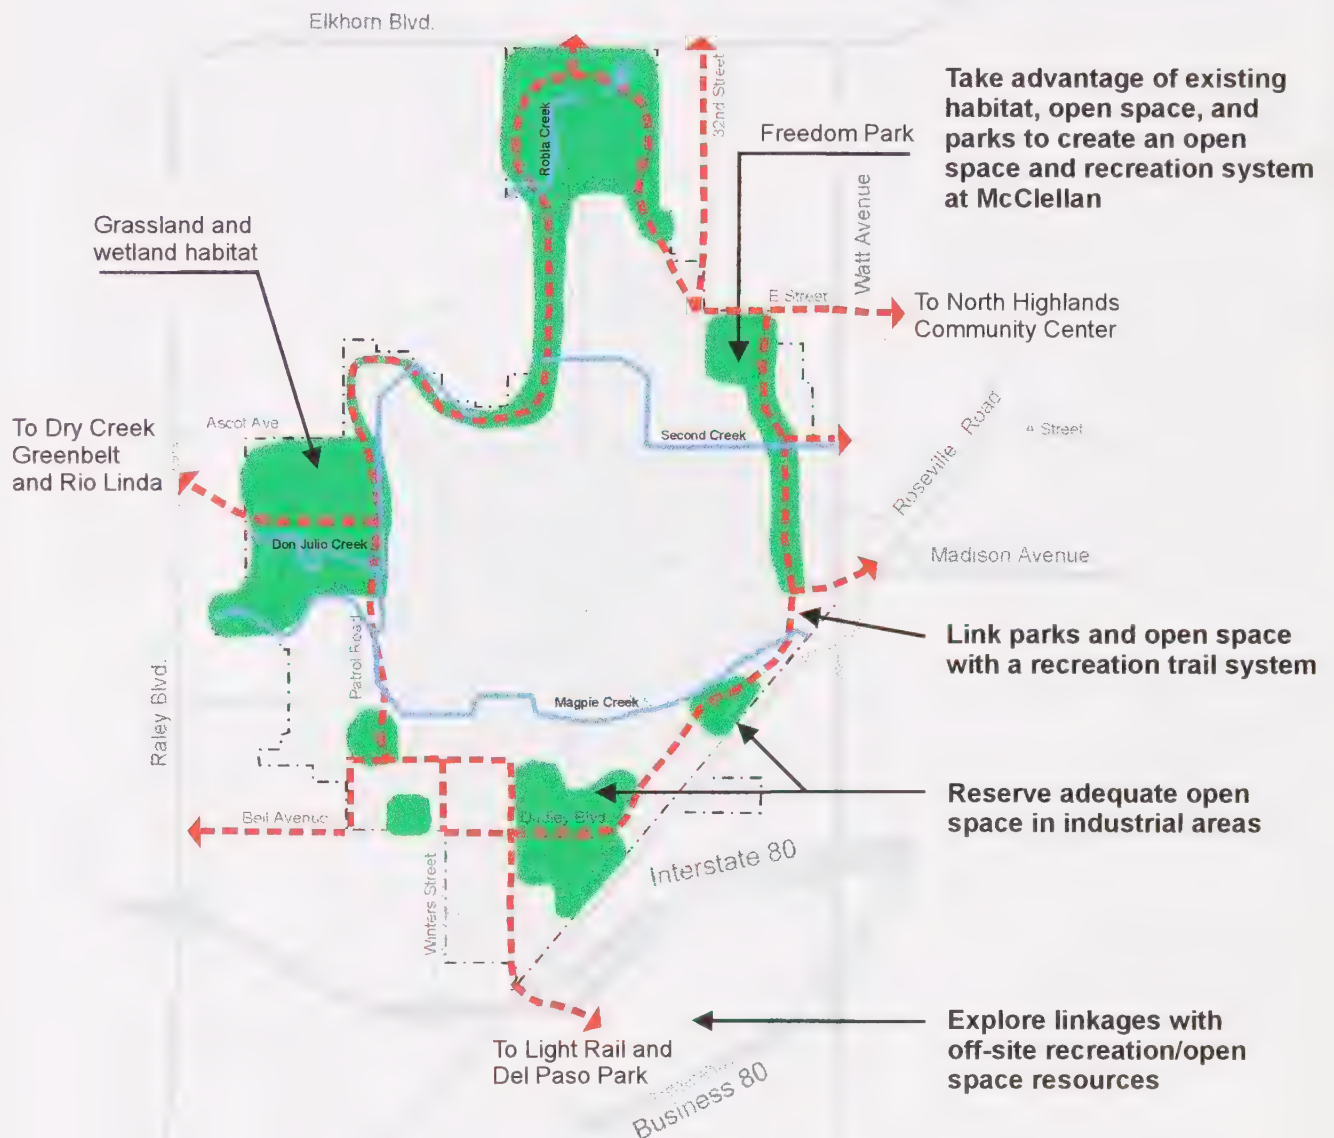 Elkhorn Blvd.
32nd Street
Robla Creek
Freedom Park
Take advantage of existing
habitat, open space, and
parks to create an open
space and recreation system
at McClellan
Watt Avenue
Grassland and
wetland habitat
E Street
To North Highlands
Community Center
Ascot Ave
To Dry Creek
Greenbelt
and Rio Linda
Second Creek
Roseville Road
Street
Don Julio Creek
Madison Avenue
Patrol Road
Link parks and open space
with a recreation trail system
Raley Blvd.
Magpie Creek
Reserve adequate open
space in industrial areas
Bell Avenue
Dudley Blvd.
Winters Street
Interstate 80
To Light Rail and
Del Paso Park
Explore linkages with
off-site recreation/open
space resources
Business 80